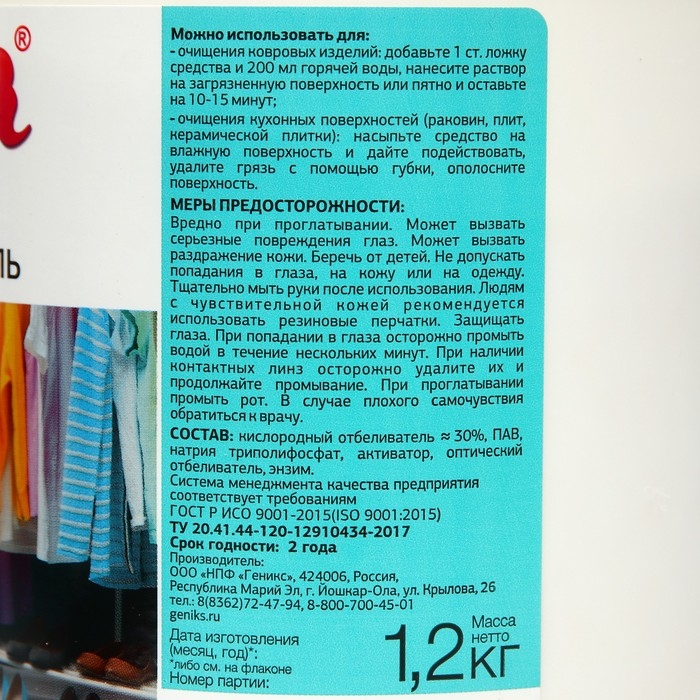 ®
ль
Можно использовать для:
- очищения ковровых изделий: добавьте 1 ст. ложку
средства и 200 мл горячей воды, нанесите раствор
на загрязненную поверхность или пятно и оставьте
на 10-15 минут;
- очищения кухонных поверхностей (раковин, плит,
керамической плитки): насыпьте средство на
влажную поверхность и дайте подействовать,
удалите грязь с помощью губки, ополосните
поверхность.
МЕРЫ ПРЕДОСТОРОЖНОСТИ:
Вредно при проглатывании. Может вызвать
серьезные повреждения глаз. Может вызвать
раздражение кожи. Беречь от детей. Не допускать
попадания в глаза, на кожу или на одежду.
Тщательно мыть руки после использования. Людям
с чувствительной кожей рекомендуется
использовать резиновые перчатки. Защищать
глаза. При попадании в глаза осторожно промыть
водой в течение нескольких минут. При наличии
контактных линз осторожно удалите их и
продолжайте промывание. При проглатывании
промыть рот. В случае плохого самочувствия
обратиться к врачу.
СОСТАВ: кислородный отбеливатель ≈ 30%, ПАВ,
натрия триполифосфат, активатор, оптический
отбеливатель, энзим.
Система менеджмента качества предприятия
соответствует требованиям
ГОСТ Р ИСО 9001-2015(ISO 9001:2015)
ТУ 20.41.44-120-12910434-2017
Срок годности: 2 года
Производитель:
ООО «НПФ «Геникс», 424006, Россия,
Республика Марий Эл, г. Йошкар-Ола, ул. Крылова, 26
тел.: 8(8362)72-47-94, 8-800-700-45-01
geniks.ru
Дата изготовления
(месяц, год)*:
*либо см. на флаконе
Номер партии:
Масса
нетто
1,2кг